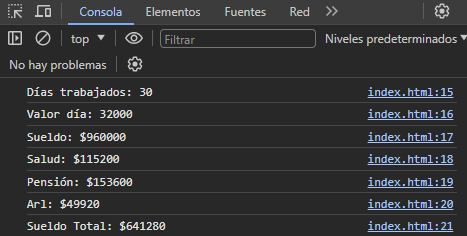 Consola Elementos Fuentes Red
top Filtrar Niveles predeterminados
No hay problemas
Días trabajados: 30 index.html:15
Valor día: 32000 index.html:16
Sueldo: $960000 index.html:17
Salud: $115200 index.html:18
Pensión: $153600 index.html:19
Arl: $49920 index.html:20
Sueldo Total: $641280 index.html:21